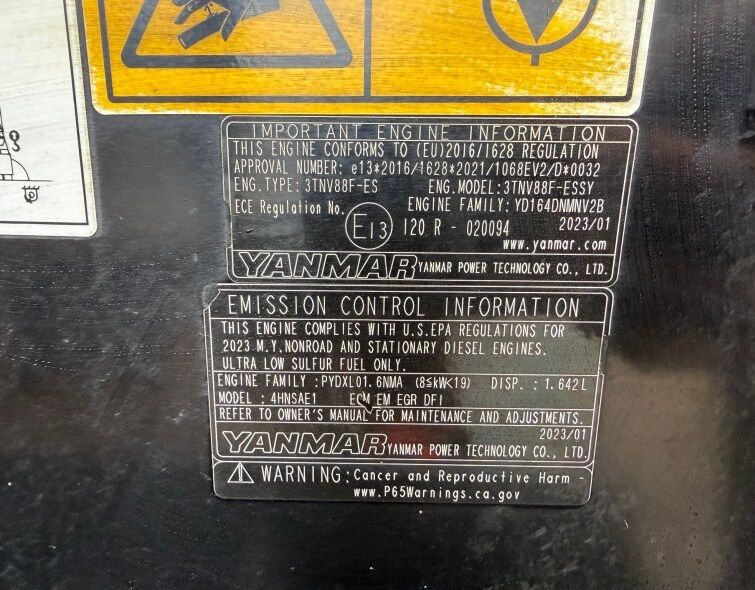 IMPORTANT ENGINE INFORMATION
THIS ENGINE CONFORMS TO (EU)2016/1628 REGULATION
APPROVAL NUMBER: e13*2016/1628*2021/1068EV2/D*0032
ENG.TYPE:3TNV88F-ES ENG.MODEL:3TNV88F-ESSY
ECE Regulation No. ENGINE FAMILY:YD164DNMNV2B
E13 120 R - 020094 2023/01
www.yanmar.com
YANMAR YANMAR POWER TECHNOLOGY CO., LTD.
EMISSION CONTROL INFORMATION
THIS ENGINE COMPLIES WITH U.S.EPA REGULATIONS FOR
2023 M.Y.NONROAD AND STATIONARY DIESEL ENGINES.
ULTRA LOW SULFUR FUEL ONLY.
ENGINE FAMILY :PYDXL01.6NMA (8≤kW<19) DISP. : 1.642L
MODEL : 4HNSAE1 ECM EM EGR DFI
REFER TO OWNER'S MANUAL FOR MAINTENANCE AND ADJUSTMENTS.
2023/01
YANMAR YANMAR POWER TECHNOLOGY CO., LTD.
WARNING:Cancer and Reproductive Harm -
www.P65Warnings.ca.gov